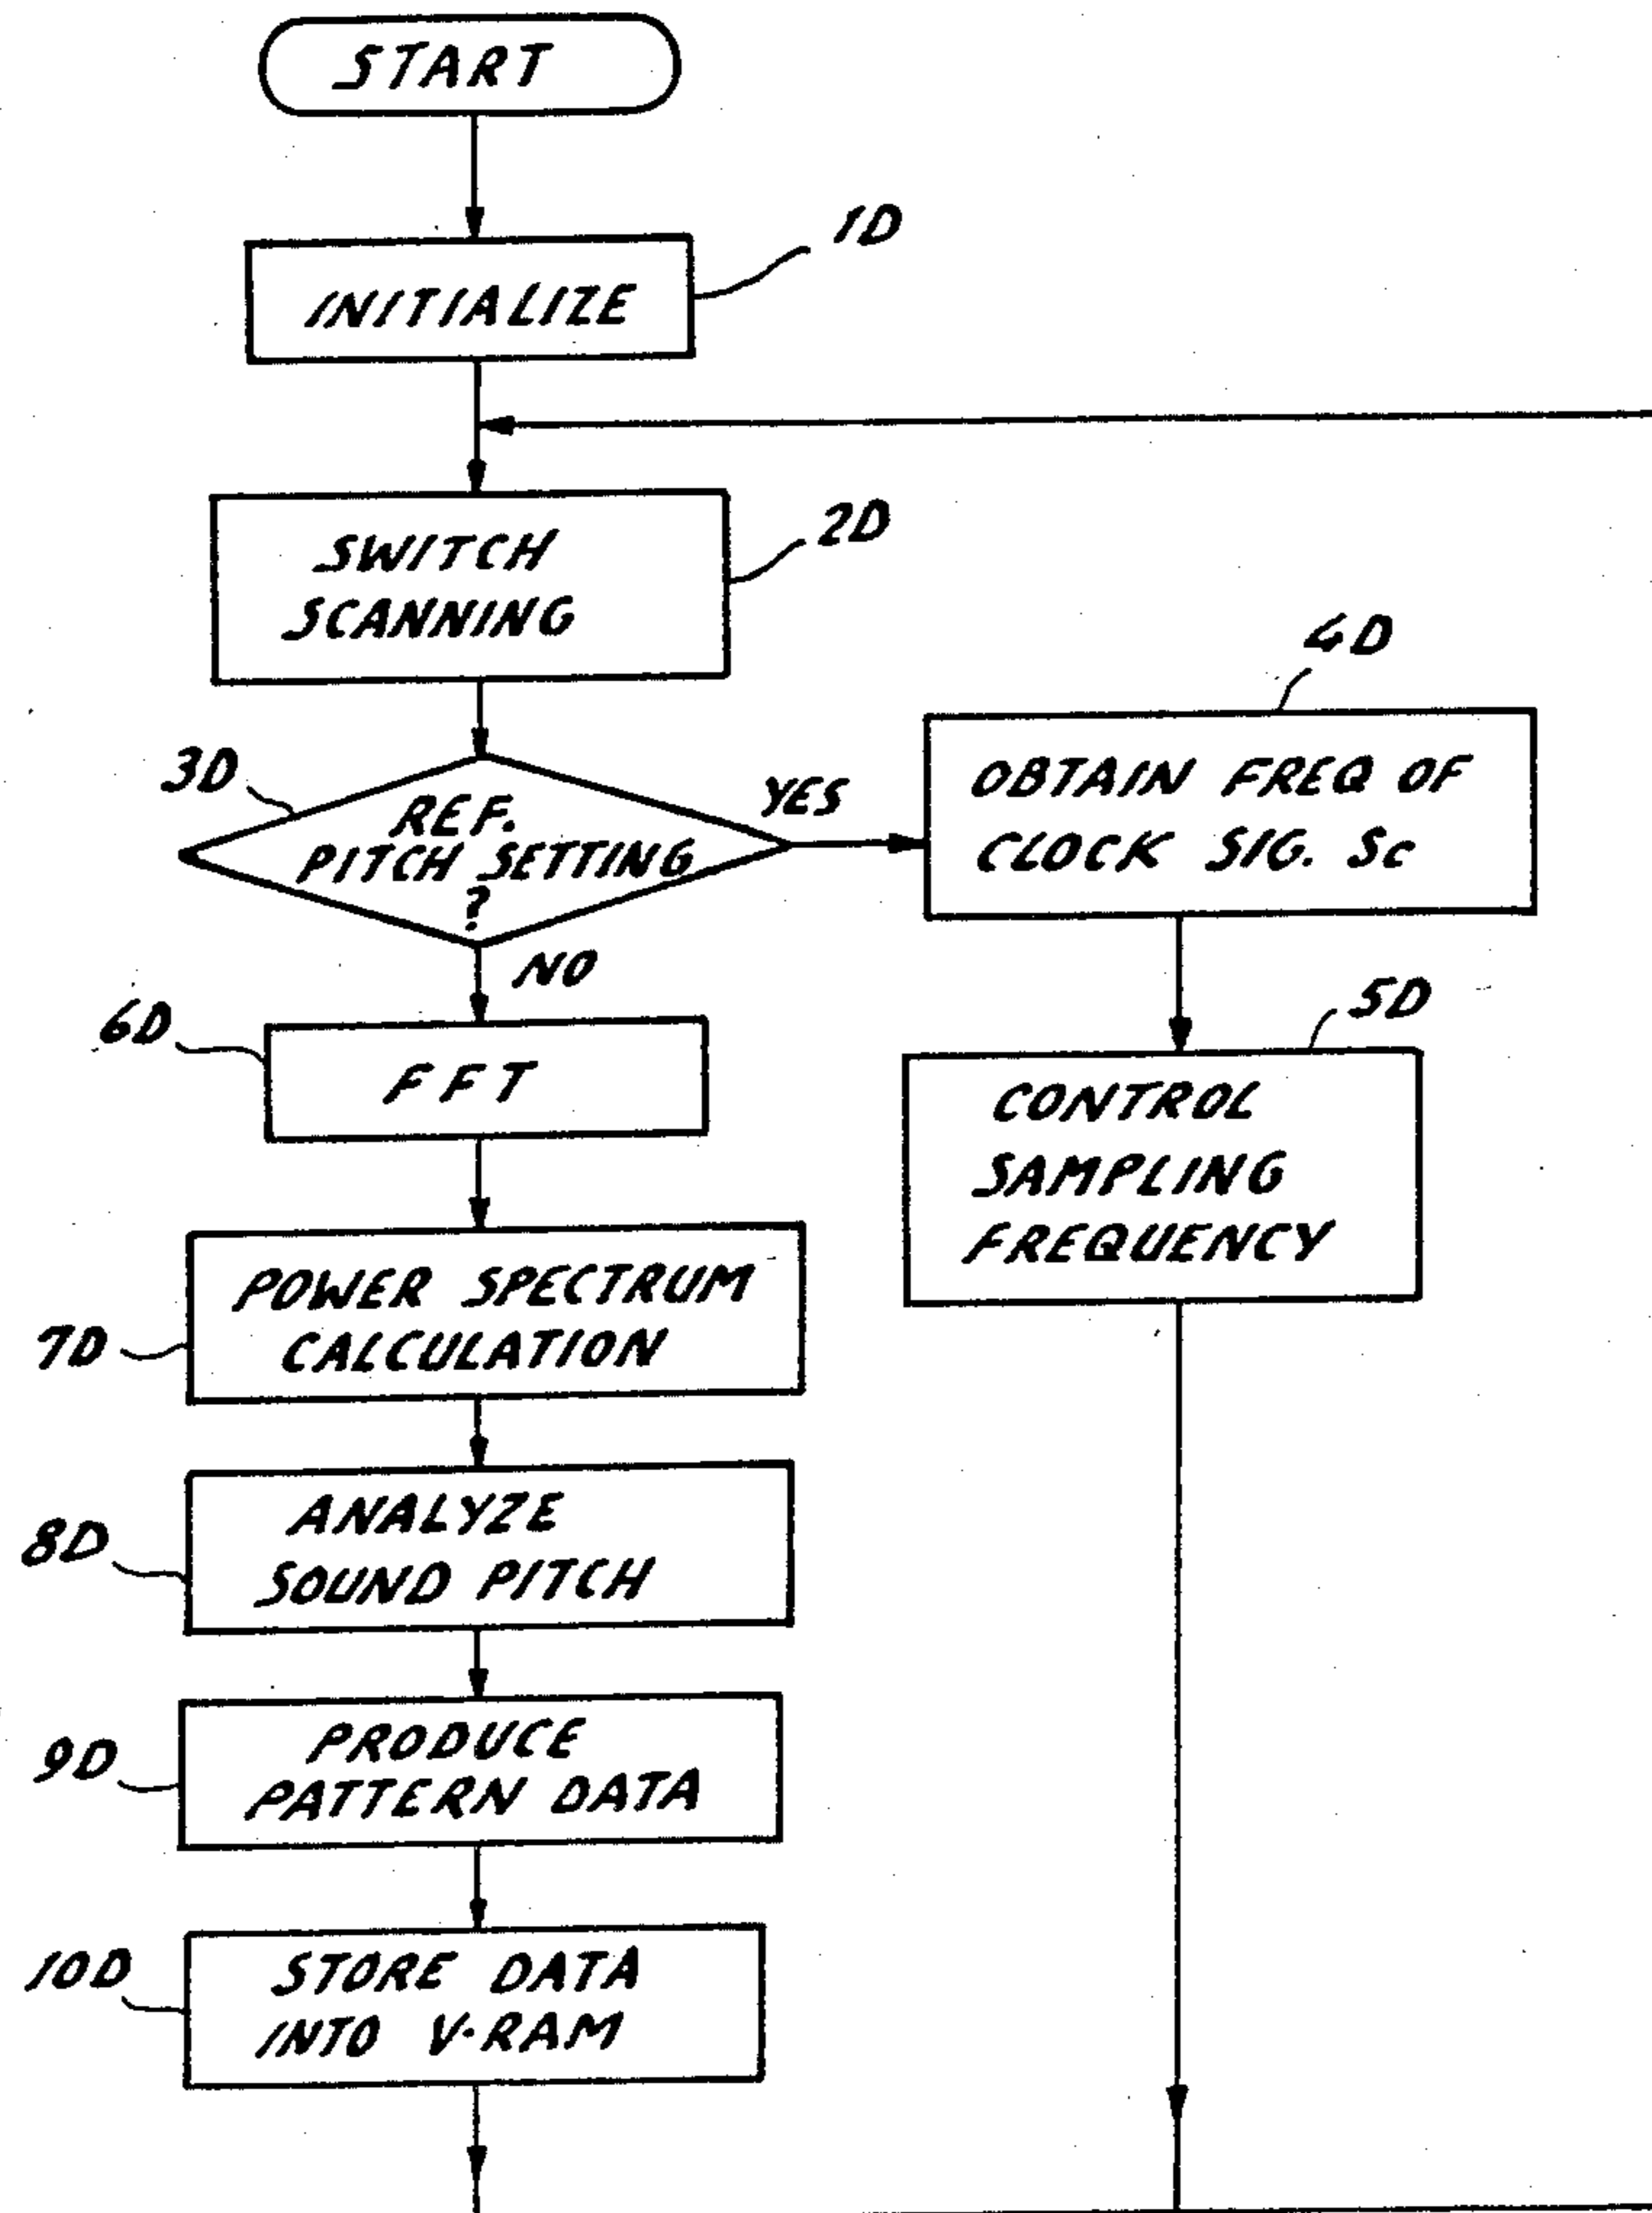 START
1D
INITIALIZE
2D
SWITCH
SCANNING
3D
REF.
PITCH SETTING
?
YES
NO
4D
OBTAIN FREQ OF
CLOCK SIG. Sc
5D
CONTROL
SAMPLING
FREQUENCY
6D
FFT
7D
POWER SPECTRUM
CALCULATION
8D
ANALYZE
SOUND PITCH
9D
PRODUCE
PATTERN DATA
10D
STORE DATA
INTO V-RAM